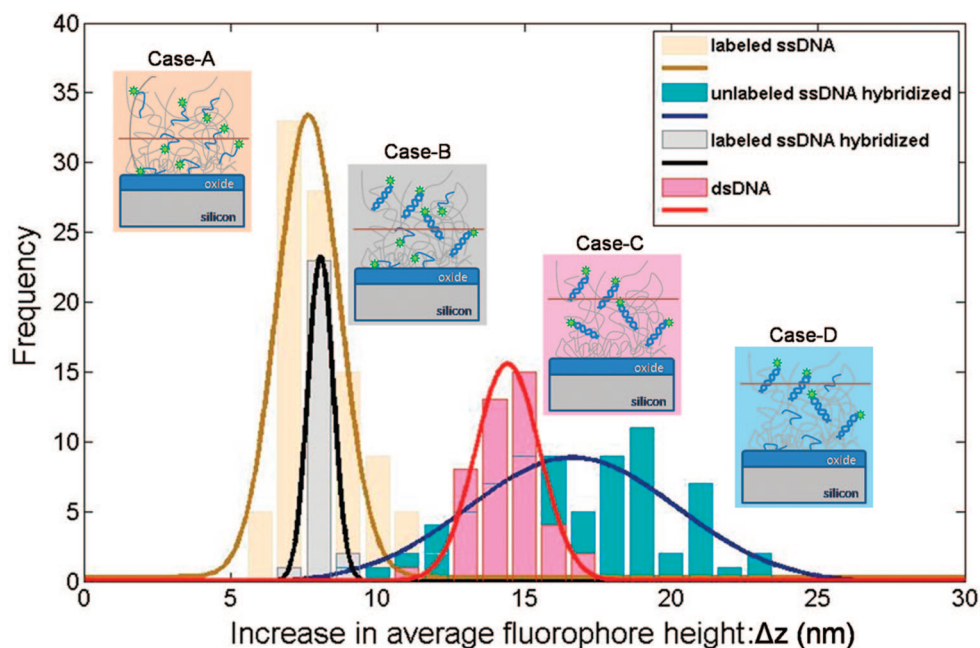 40
35
30
25
20
15
10
5
0
Frequency
Case-A
oxide
silicon
Case-B
oxide
silicon
Case-C
oxide
silicon
Case-D
oxide
silicon
labeled ssDNA
unlabeled ssDNA hybridized
labeled ssDNA hybridized
dsDNA
0 5 10 15 20 25 30
Increase in average fluorophore height:Δz (nm)